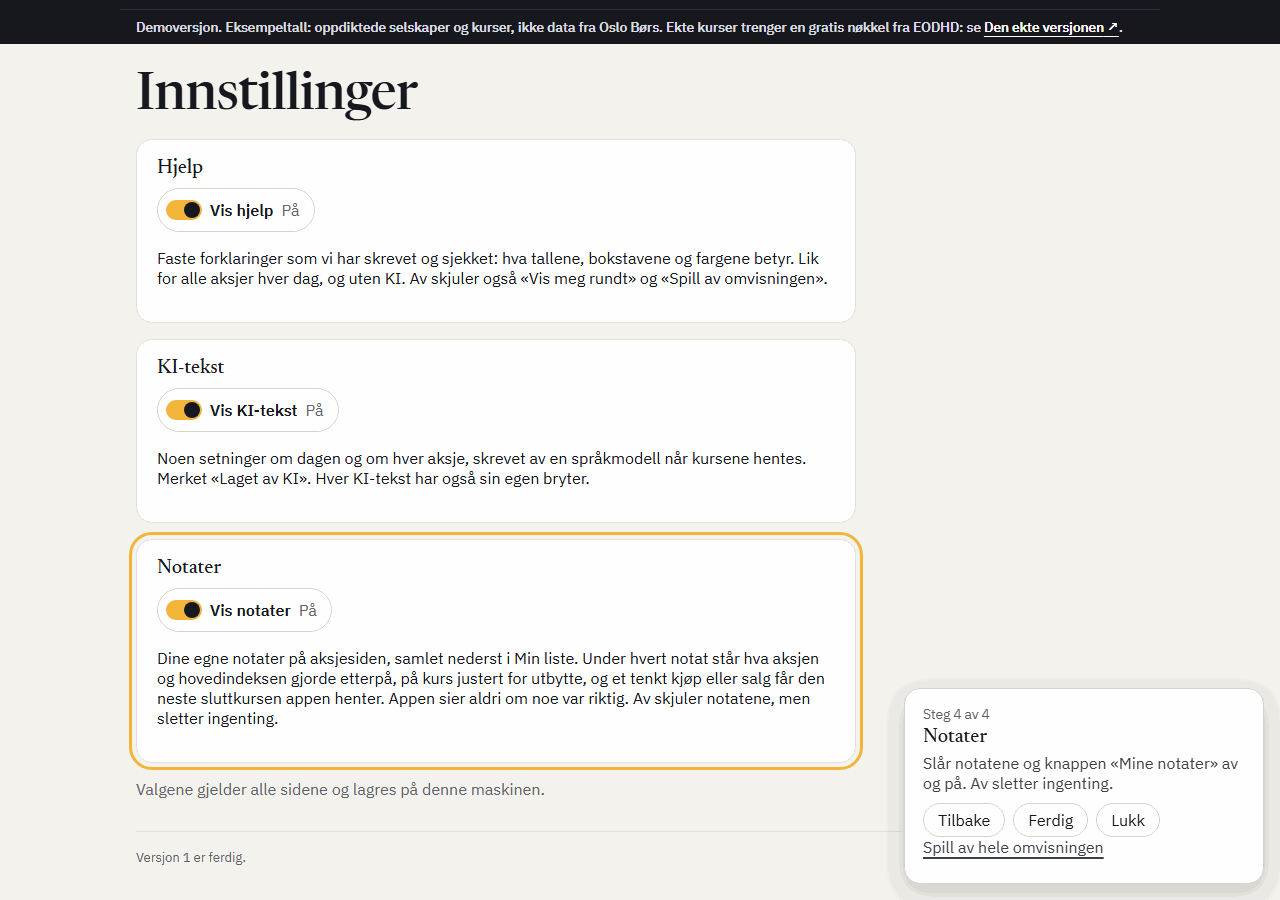 Demoversjon. Eksempeltall: oppdiktede selskaper og kurser, ikke data fra Oslo Børs. Ekte kurser trenger en gratis nøkkel fra EODHD: se Den ekte versjonen ↗.
Innstillinger
Hjelp
Vis hjelp På
Faste forklaringer som vi har skrevet og sjekket: hva tallene, bokstavene og fargene betyr. Lik
for alle aksjer hver dag, og uten KI. Av skjuler også «Vis meg rundt» og «Spill av omvisningen».
KI-tekst
Vis KI-tekst På
Noen setninger om dagen og om hver aksje, skrevet av en språkmodell når kursene hentes.
Merket «Laget av KI». Hver KI-tekst har også sin egen bryter.
Notater
Vis notater På
Dine egne notater på aksjesiden, samlet nederst i Min liste. Under hvert notat står hva aksjen
og hovedindeksen gjorde etterpå, på kurs justert for utbytte, og et tenkt kjøp eller salg får den
neste sluttkursen appen henter. Appen sier aldri om noe var riktig. Av skjuler notatene, men
sletter ingenting.
Valgene gjelder alle sidene og lagres på denne maskinen.
Versjon 1 er ferdig.
Steg 4 av 4
Notater
Slår notatene og knappen «Mine notater» av
og på. Av sletter ingenting.
Tilbake Ferdig Lukk
Spill av hele omvisningen